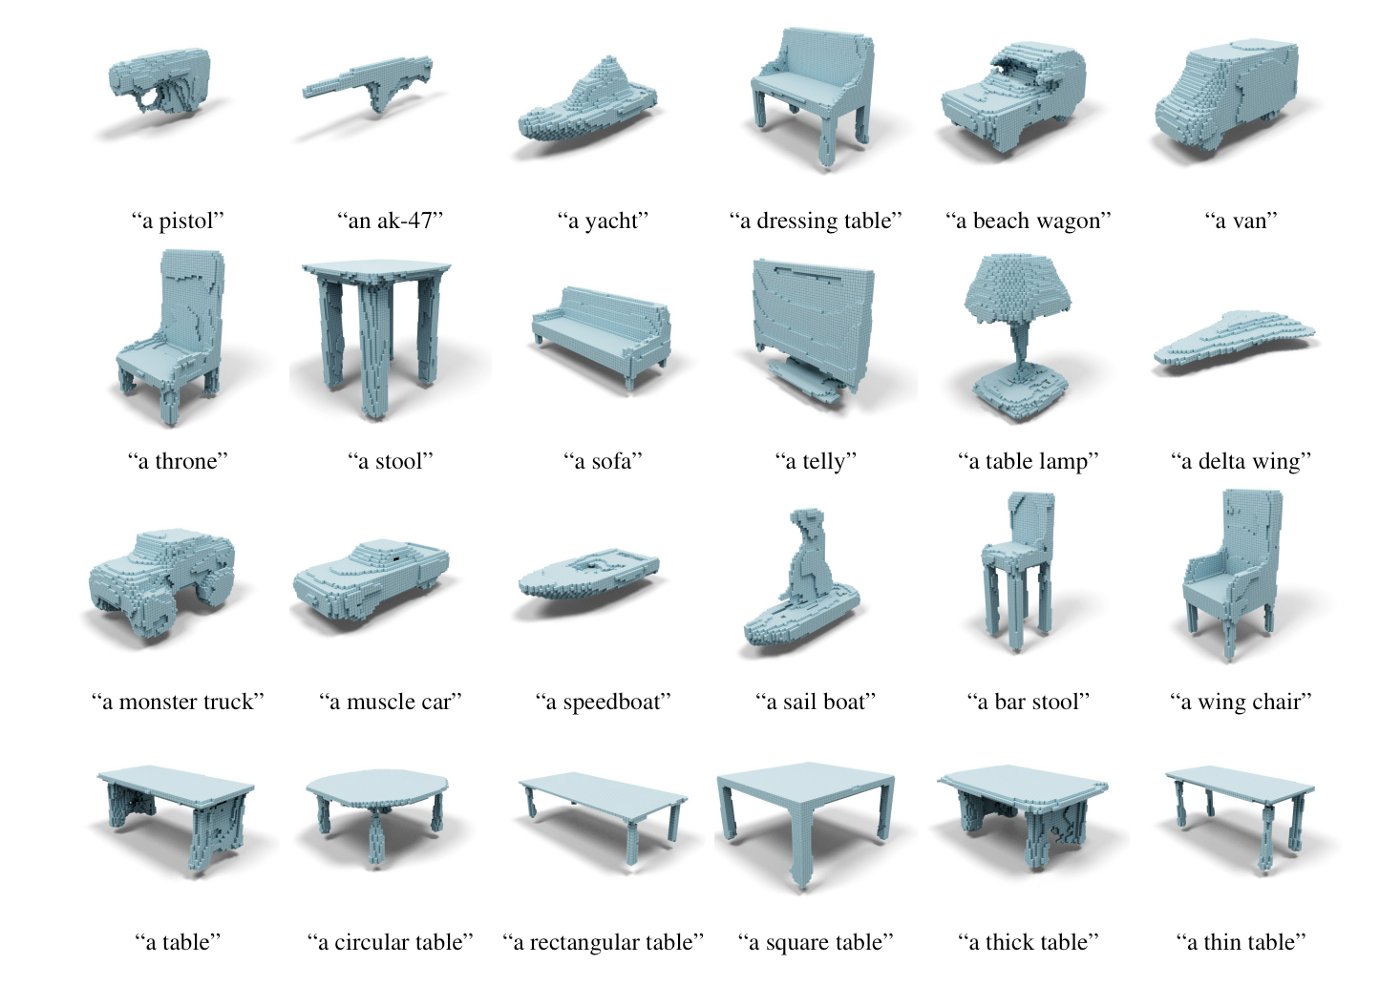 “a pistol” “an ak-47” “a yacht” “a dressing table” “a beach wagon” “a van”
“a throne” “a stool” “a sofa” “a telly” “a table lamp” “a delta wing”
“a monster truck” “a muscle car” “a speedboat” “a sail boat” “a bar stool” “a wing chair”
“a table” “a circular table” “a rectangular table” “a square table” “a thick table” “a thin table”